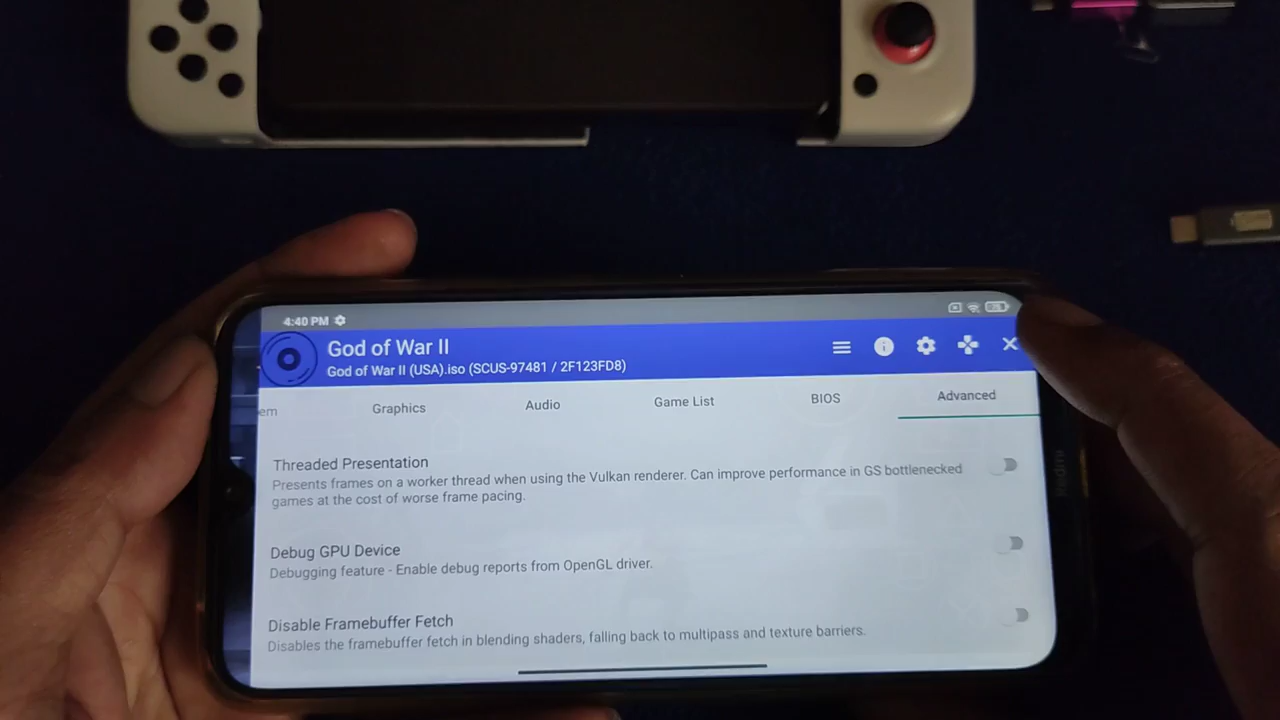 4:40 PM
God of War II
God of War II (USA).iso (SCUS-97481 / 2F123FD8)
em
Graphics
Audio
Game List
BIOS
Advanced
Threaded Presentation
Presents frames on a worker thread when using the Vulkan renderer. Can improve performance in GS bottlenecked
games at the cost of worse frame pacing.
Debug GPU Device
Debugging feature - Enable debug reports from OpenGL driver.
Disable Framebuffer Fetch
Disables the framebuffer fetch in blending shaders, falling back to multipass and texture barriers.
Redmi